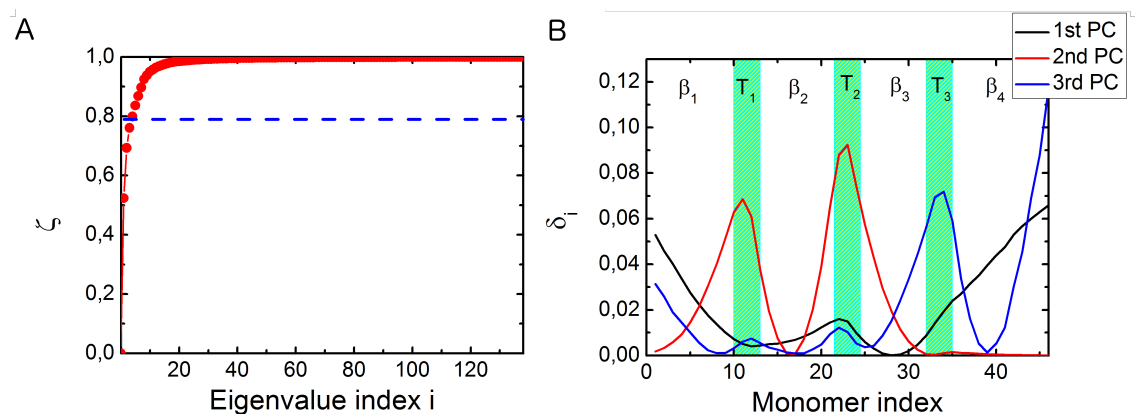 A
1,0
0,8
0,6
0,4
0,2
0,0
ζ
20 40 60 80 100 120
Eigenvalue index i
B
1st PC
2nd PC
3rd PC
0,12
0,10
0,08
0,06
0,04
0,02
0,00
δi
β1 T1 β2 T2 β3 T3 β4
0 10 20 30 40
Monomer index